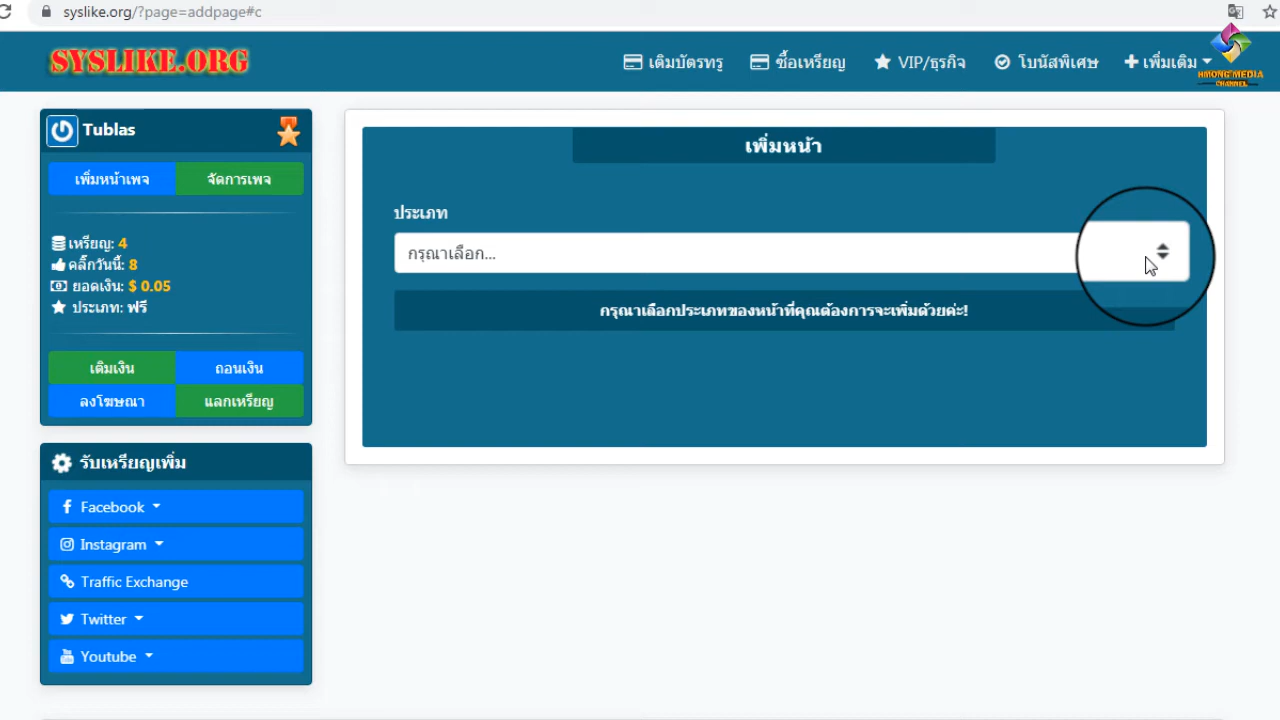 syslike.org/?page=addpage#c
SYSLIKE.ORG
เติมบัตรทรู
ซื้อเหรียญ
VIP/ธุรกิจ
โบนัสพิเศษ
เพิ่มเติม
HMONG MEDIA
CHANNEL
Tublas
เพิ่มหน้าเพจ
จัดการเพจ
เหรียญ: 4
คลิ๊กวันนี้: 8
ยอดเงิน: $ 0.05
ประเภท: ฟรี
เติมเงิน
ถอนเงิน
ลงโฆษณา
แลกเหรียญ
รับเหรียญเพิ่ม
Facebook
Instagram
Traffic Exchange
Twitter
Youtube
เพิ่มหน้า
ประเภท
กรุณาเลือก...
กรุณาเลือกประเภทของหน้าที่คุณต้องการจะเพิ่มด้วยค่ะ!